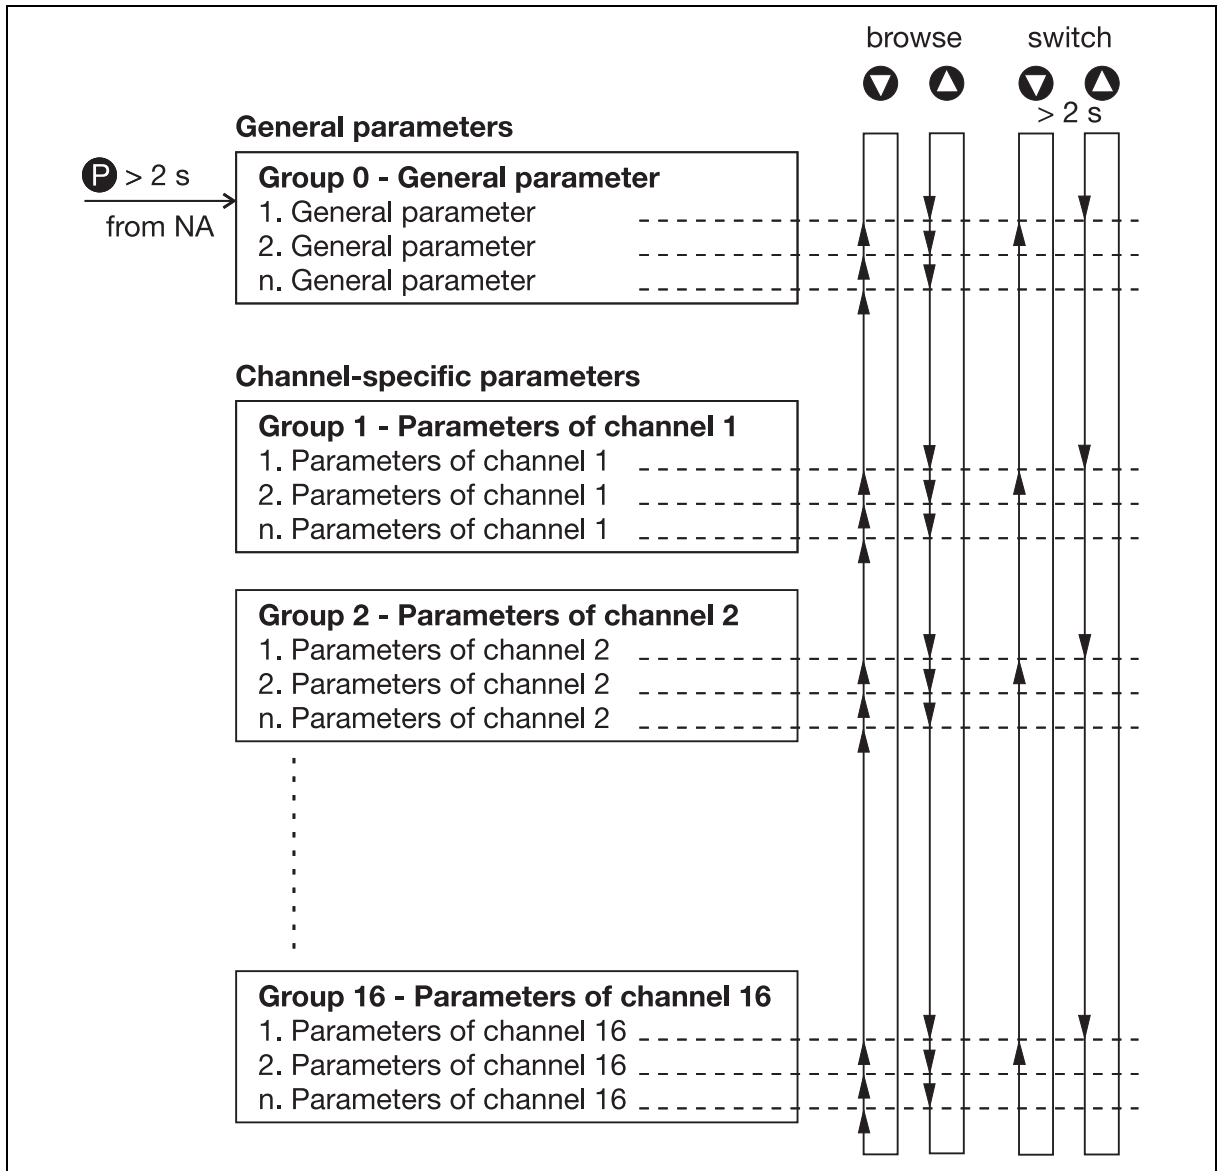 browse switch
> 2 s
General parameters
P > 2 s
from NA
Group 0 - General parameter
1. General parameter
2. General parameter
n. General parameter
Channel-specific parameters
Group 1 - Parameters of channel 1
1. Parameters of channel 1
2. Parameters of channel 1
n. Parameters of channel 1
Group 2 - Parameters of channel 2
1. Parameters of channel 2
2. Parameters of channel 2
n. Parameters of channel 2
Group 16 - Parameters of channel 16
1. Parameters of channel 16
2. Parameters of channel 16
n. Parameters of channel 16